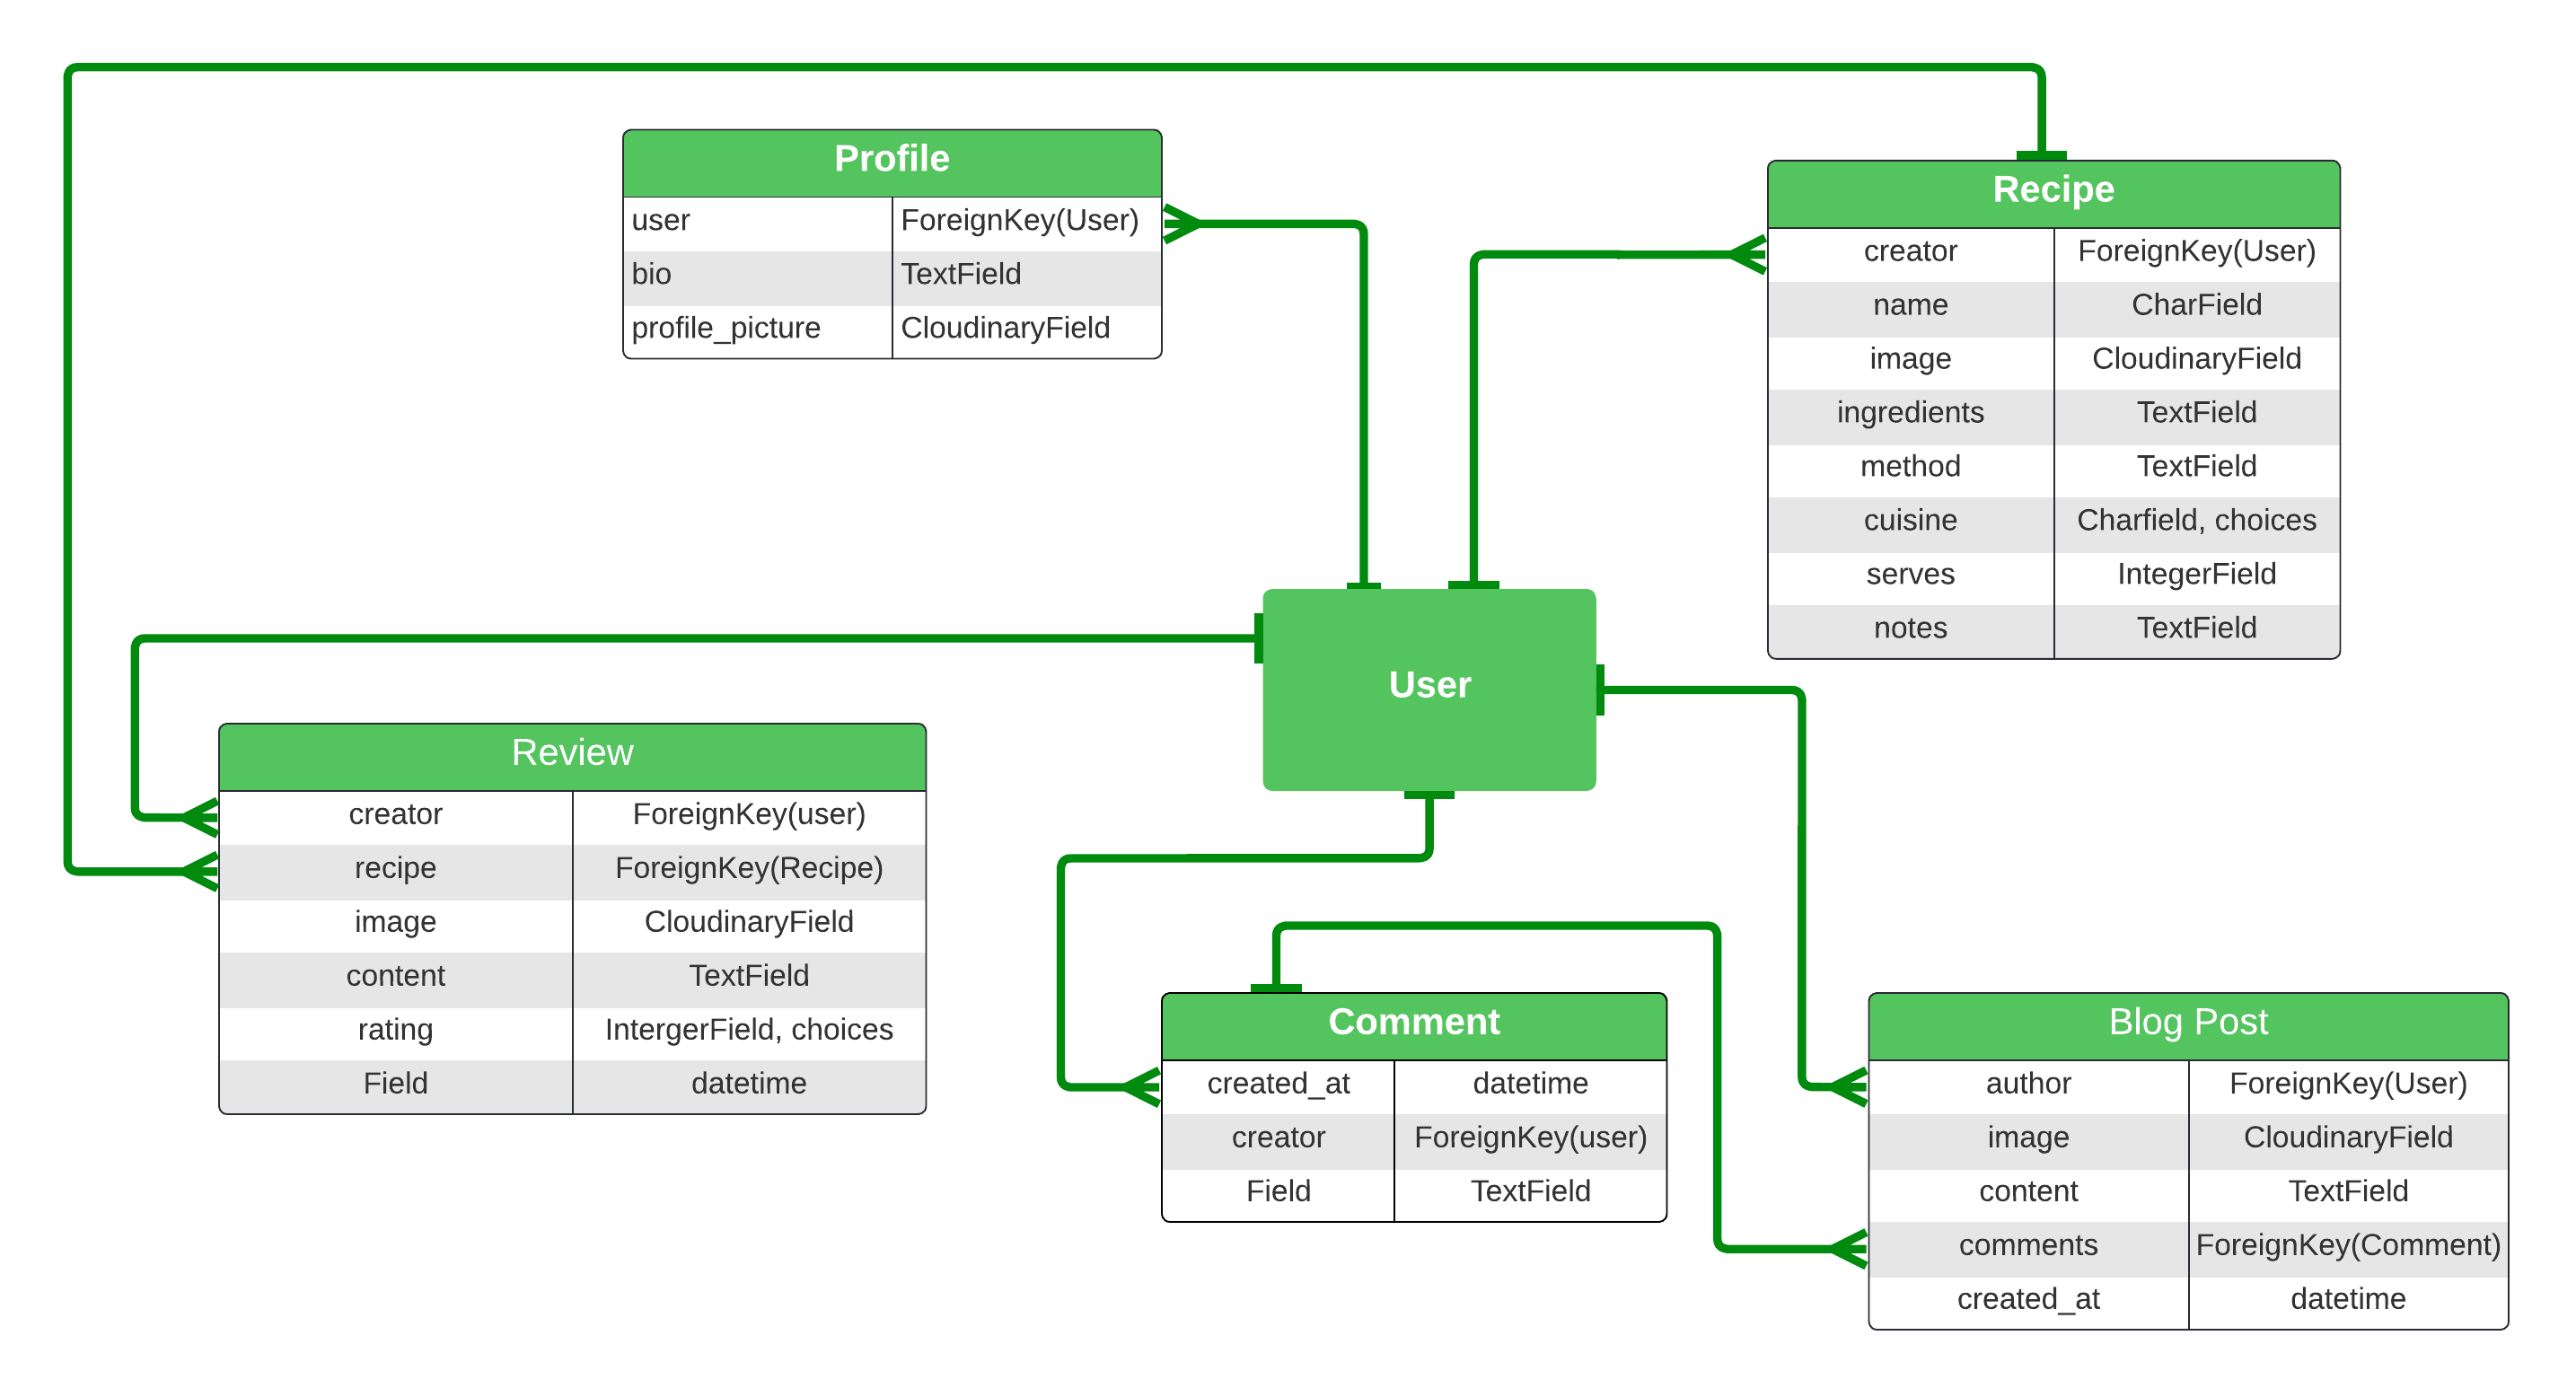 Profile
user ForeignKey(User)
bio TextField
profile_picture CloudinaryField
Recipe
creator ForeignKey(User)
name CharField
image CloudinaryField
ingredients TextField
method TextField
cuisine Charfield, choices
serves IntegerField
notes TextField
User
Review
creator ForeignKey(user)
recipe ForeignKey(Recipe)
image CloudinaryField
content TextField
rating IntergerField, choices
Field datetime
Comment
created_at datetime
creator ForeignKey(user)
Field TextField
Blog Post
author ForeignKey(User)
image CloudinaryField
content TextField
comments ForeignKey(Comment)
created_at datetime